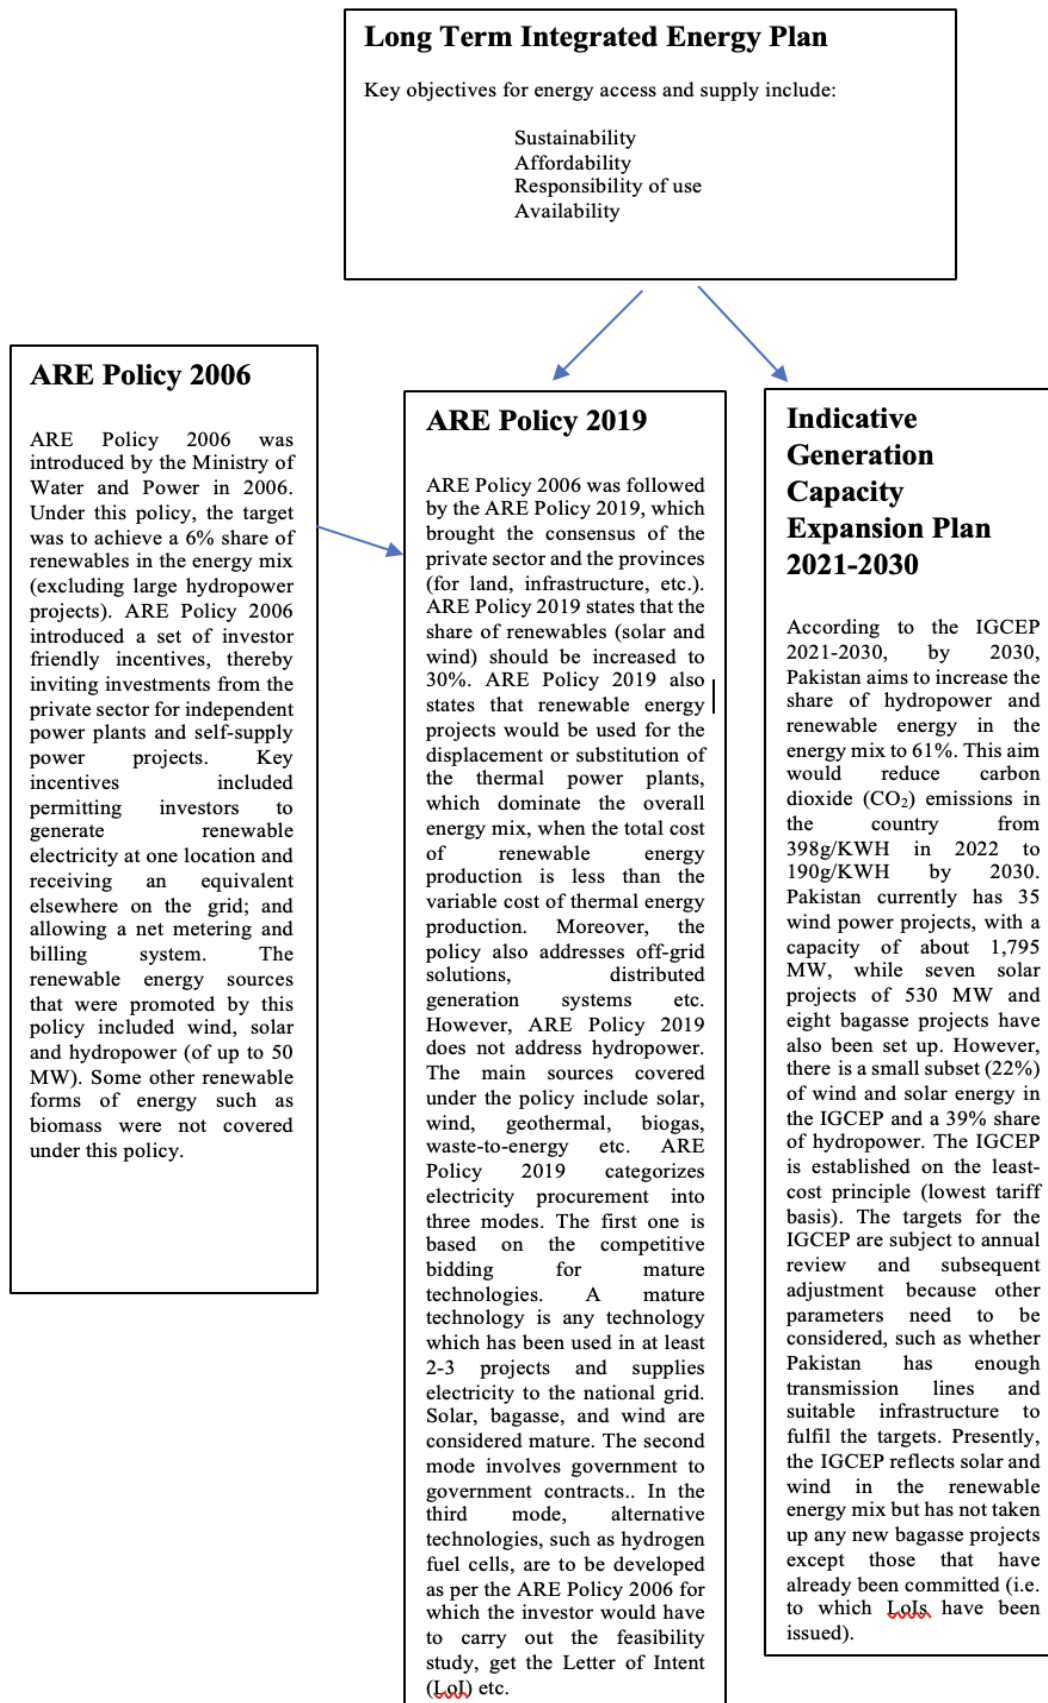 Long Term Integrated Energy Plan
Key objectives for energy access and supply include:
Sustainability
Affordability
Responsibility of use
Availability
ARE Policy 2006
ARE Policy 2006 was
introduced by the Ministry of
Water and Power in 2006.
Under this policy, the target
was to achieve a 6% share of
renewables in the energy mix
(excluding large hydropower
projects). ARE Policy 2006
introduced a set of investor
friendly incentives, thereby
inviting investments from the
private sector for independent
power plants and self-supply
power projects. Key
incentives included
permitting investors to
generate renewable
electricity at one location and
receiving an equivalent
elsewhere on the grid; and
allowing a net metering and
billing system. The
renewable energy sources
that were promoted by this
policy included wind, solar
and hydropower (of up to 50
MW). Some other renewable
forms of energy such as
biomass were not covered
under this policy.
ARE Policy 2019
ARE Policy 2006 was followed
by the ARE Policy 2019, which
brought the consensus of the
private sector and the provinces
(for land, infrastructure, etc.).
ARE Policy 2019 states that the
share of renewables (solar and
wind) should be increased to
30%. ARE Policy 2019 also
states that renewable energy
projects would be used for the
displacement or substitution of
the thermal power plants,
which dominate the overall
energy mix, when the total cost
of renewable energy
production is less than the
variable cost of thermal energy
production. Moreover, the
policy also addresses off-grid
solutions, distributed
generation systems etc.
However, ARE Policy 2019
does not address hydropower.
The main sources covered
under the policy include solar,
wind, geothermal, biogas,
waste-to-energy etc. ARE
Policy 2019 categorizes
electricity procurement into
three modes. The first one is
based on the competitive
bidding for mature
technologies. A mature
technology is any technology
which has been used in at least
2-3 projects and supplies
electricity to the national grid.
Solar, bagasse, and wind are
considered mature. The second
mode involves government to
government contracts.. In the
third mode, alternative
technologies, such as hydrogen
fuel cells, are to be developed
as per the ARE Policy 2006 for
which the investor would have
to carry out the feasibility
study, get the Letter of Intent
(LoI) etc.
Indicative
Generation
Capacity
Expansion Plan
2021-2030
According to the IGCEP
2021-2030, by 2030,
Pakistan aims to increase the
share of hydropower and
renewable energy in the
energy mix to 61%. This aim
would reduce carbon
dioxide (CO₂) emissions in
the country from
398g/KWH in 2022 to
190g/KWH by 2030.
Pakistan currently has 35
wind power projects, with a
capacity of about 1,795
MW, while seven solar
projects of 530 MW and
eight bagasse projects have
also been set up. However,
there is a small subset (22%)
of wind and solar energy in
the IGCEP and a 39% share
of hydropower. The IGCEP
is established on the least-
cost principle (lowest tariff
basis). The targets for the
IGCEP are subject to annual
review and subsequent
adjustment because other
parameters need to be
considered, such as whether
Pakistan has enough
transmission lines and
suitable infrastructure to
fulfil the targets. Presently,
the IGCEP reflects solar and
wind in the renewable
energy mix but has not taken
up any new bagasse projects
except those that have
already been committed (i.e.
to which LoIs have been
issued).